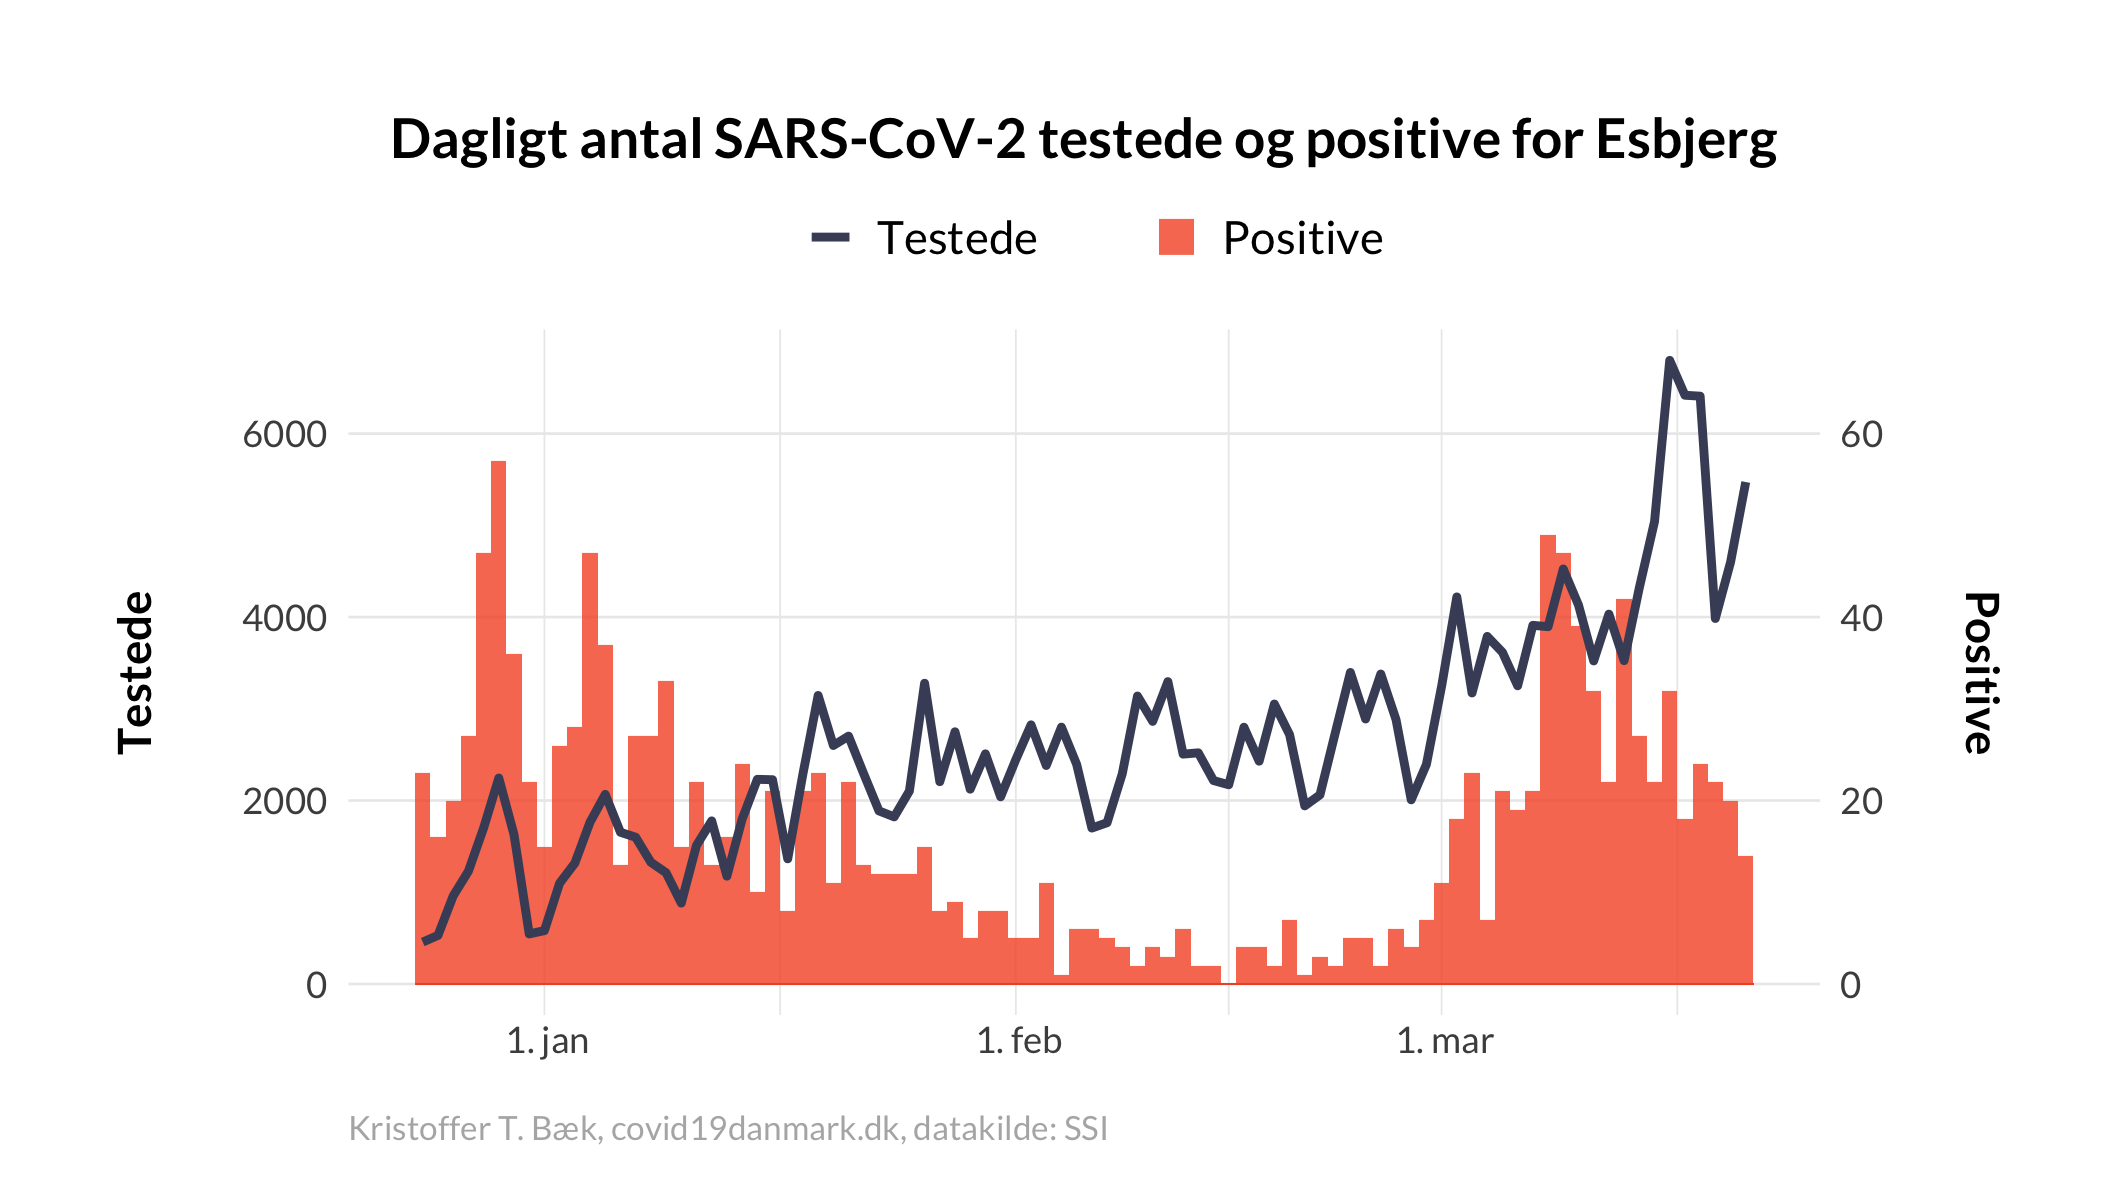 Dagligt antal SARS-CoV-2 testede og positive for Esbjerg
Testede
Positive
6000
4000
2000
0
60
40
20
0
Testede
Positive
1. jan
1. feb
1. mar
Kristoffer T. Bæk, covid19danmark.dk, datakilde: SSI